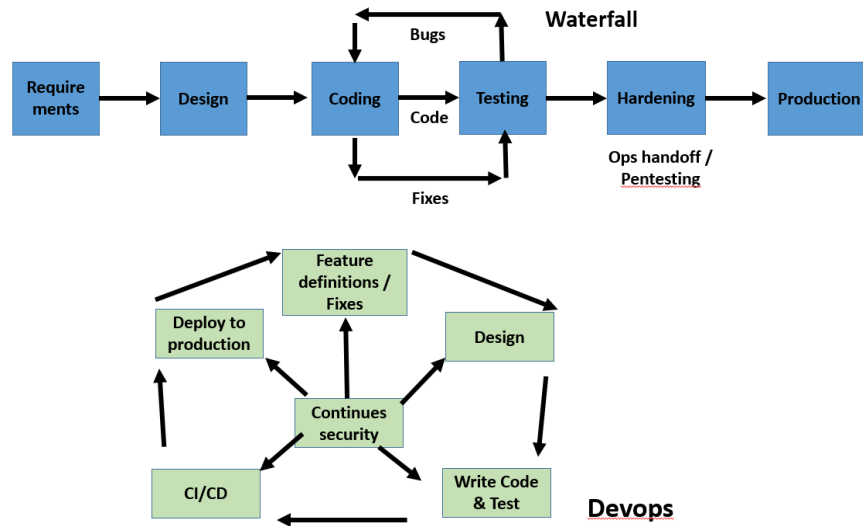 Waterfall
Bugs
Require
ments
Design
Coding
Code
Testing
Hardening
Production
Ops handoff /
Pentesting
Fixes
Feature
definitions /
Fixes
Deploy to
production
Design
Continues
security
CI/CD
Write Code
& Test
Devops